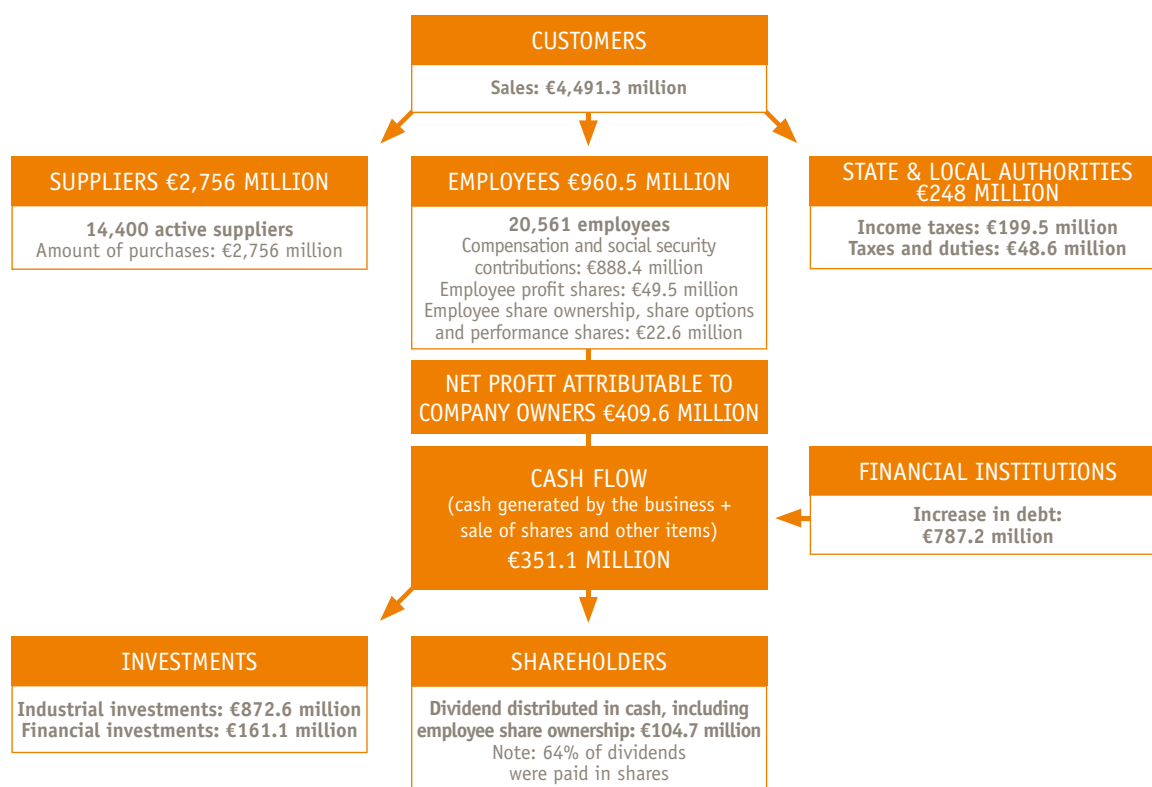 CUSTOMERS
Sales: €4,491.3 million
SUPPLIERS €2,756 MILLION
14,400 active suppliers
Amount of purchases: €2,756 million
EMPLOYEES €960.5 MILLION
20,561 employees
Compensation and social security
contributions: €888.4 million
Employee profit shares: €49.5 million
Employee share ownership, share options
and performance shares: €22.6 million
STATE & LOCAL AUTHORITIES
€248 MILLION
Income taxes: €199.5 million
Taxes and duties: €48.6 million
NET PROFIT ATTRIBUTABLE TO
COMPANY OWNERS €409.6 MILLION
CASH FLOW
(cash generated by the business +
sale of shares and other items)
€351.1 MILLION
FINANCIAL INSTITUTIONS
Increase in debt:
€787.2 million
INVESTMENTS
Industrial investments: €872.6 million
Financial investments: €161.1 million
SHAREHOLDERS
Dividend distributed in cash, including
employee share ownership: €104.7 million
Note: 64% of dividends
were paid in shares